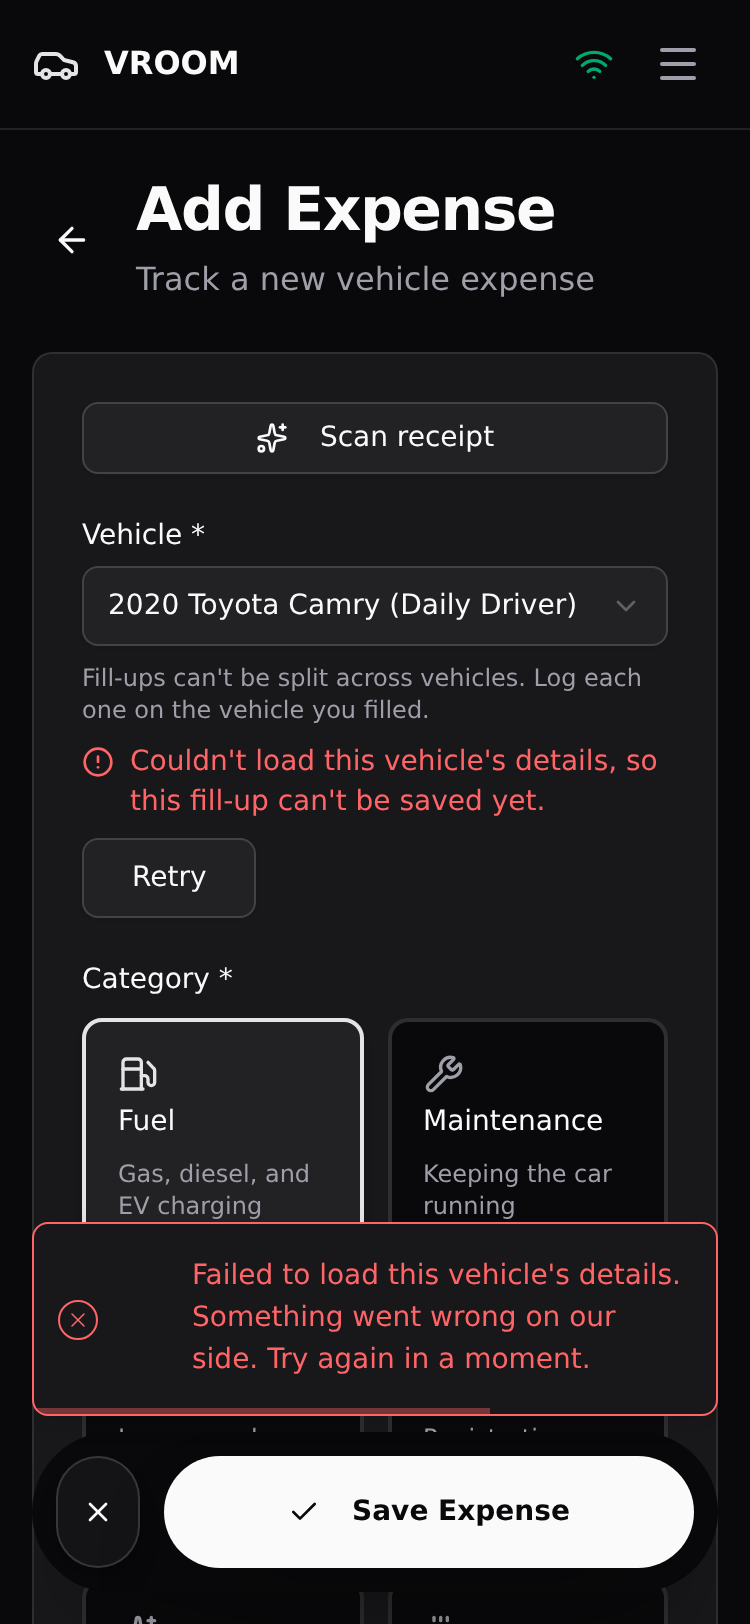 VROOM
Add Expense
Track a new vehicle expense
Scan receipt
Vehicle *
2020 Toyota Camry (Daily Driver)
Fill-ups can't be split across vehicles. Log each
one on the vehicle you filled.
Couldn't load this vehicle's details, so
this fill-up can't be saved yet.
Retry
Category *
Fuel
Maintenance
Gas, diesel, and
EV charging
Keeping the car
running
Failed to load this vehicle's details.
Something went wrong on our
side. Try again in a moment.
Save Expense